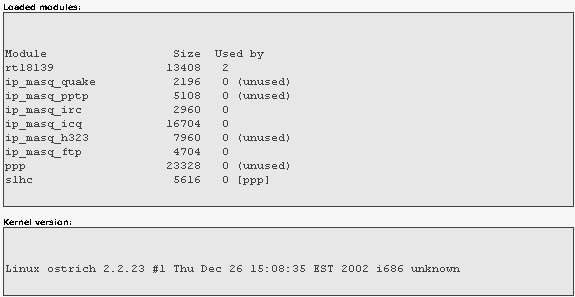 Loaded modules:
Module Size Used by
rtl8139 13408 2
ip_masq_quake 2196 0 (unused)
ip_masq_pptp 5108 0 (unused)
ip_masq_irc 2960 0
ip_masq_icq 16704 0
ip_masq_h323 7960 0 (unused)
ip_masq_ftp 4704 0
ppp 23328 0 (unused)
slhc 5616 0 [ppp]
Kernel version:
Linux ostrich 2.2.23 #1 Thu Dec 26 15:08:35 EST 2002 i686 unknown